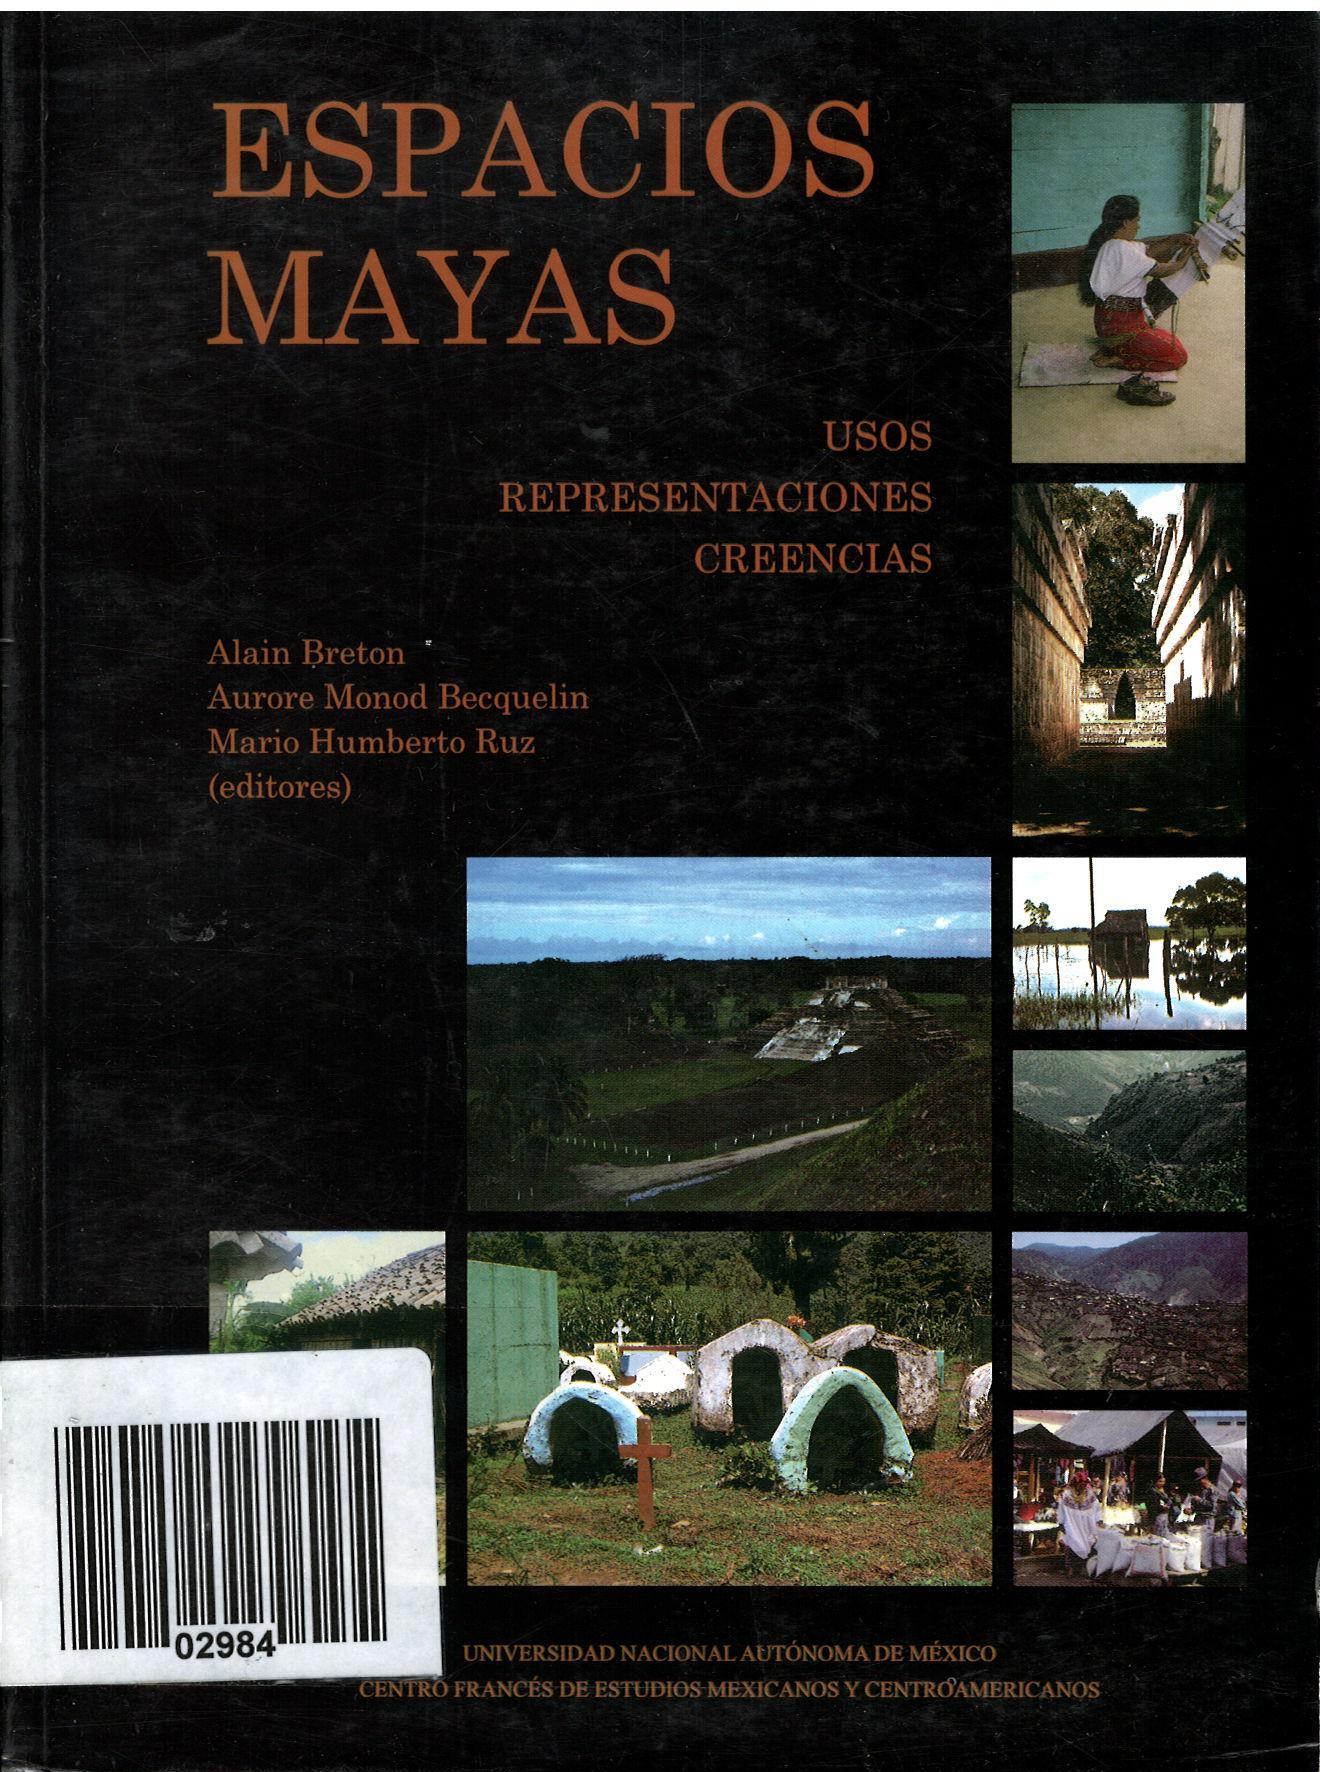 ESPACIOS
MAYAS
USOS
REPRESENTACIONES
CREENCIAS
Alain Breton
Aurore Monod Becquelin
Mario Humberto Ruz
(editores)
02984
UNIVERSIDAD NACIONAL AUTÓNOMA DE MÉXICO
CENTRO FRANCÉS DE ESTUDIOS MEXICANOS Y CENTROAMERICANOS